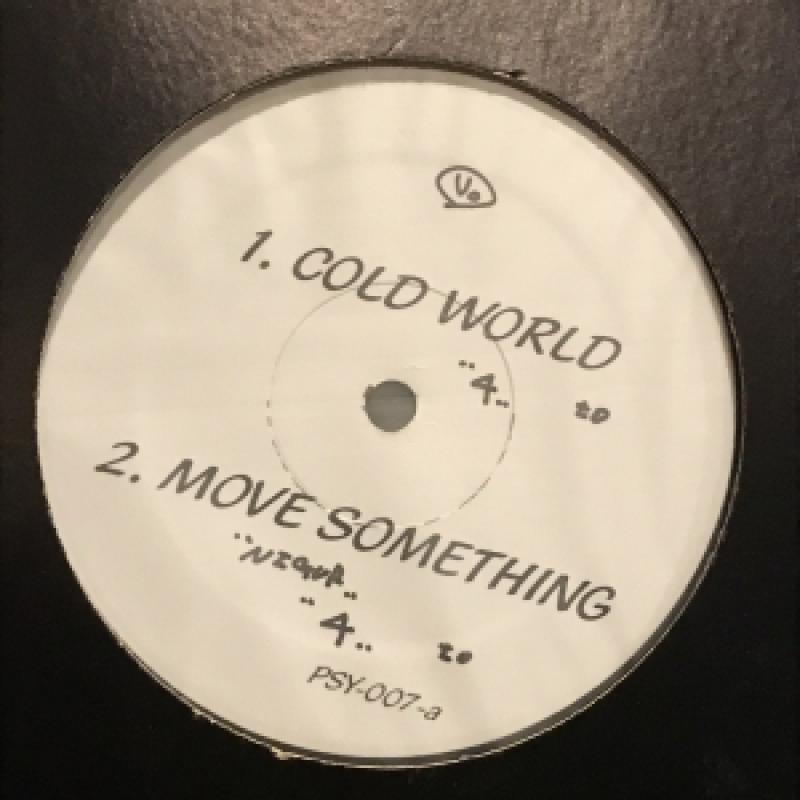 Vo
1. COLD WORLD
"4"
2. MOVE SOMETHING
"4"
PSY-007-a